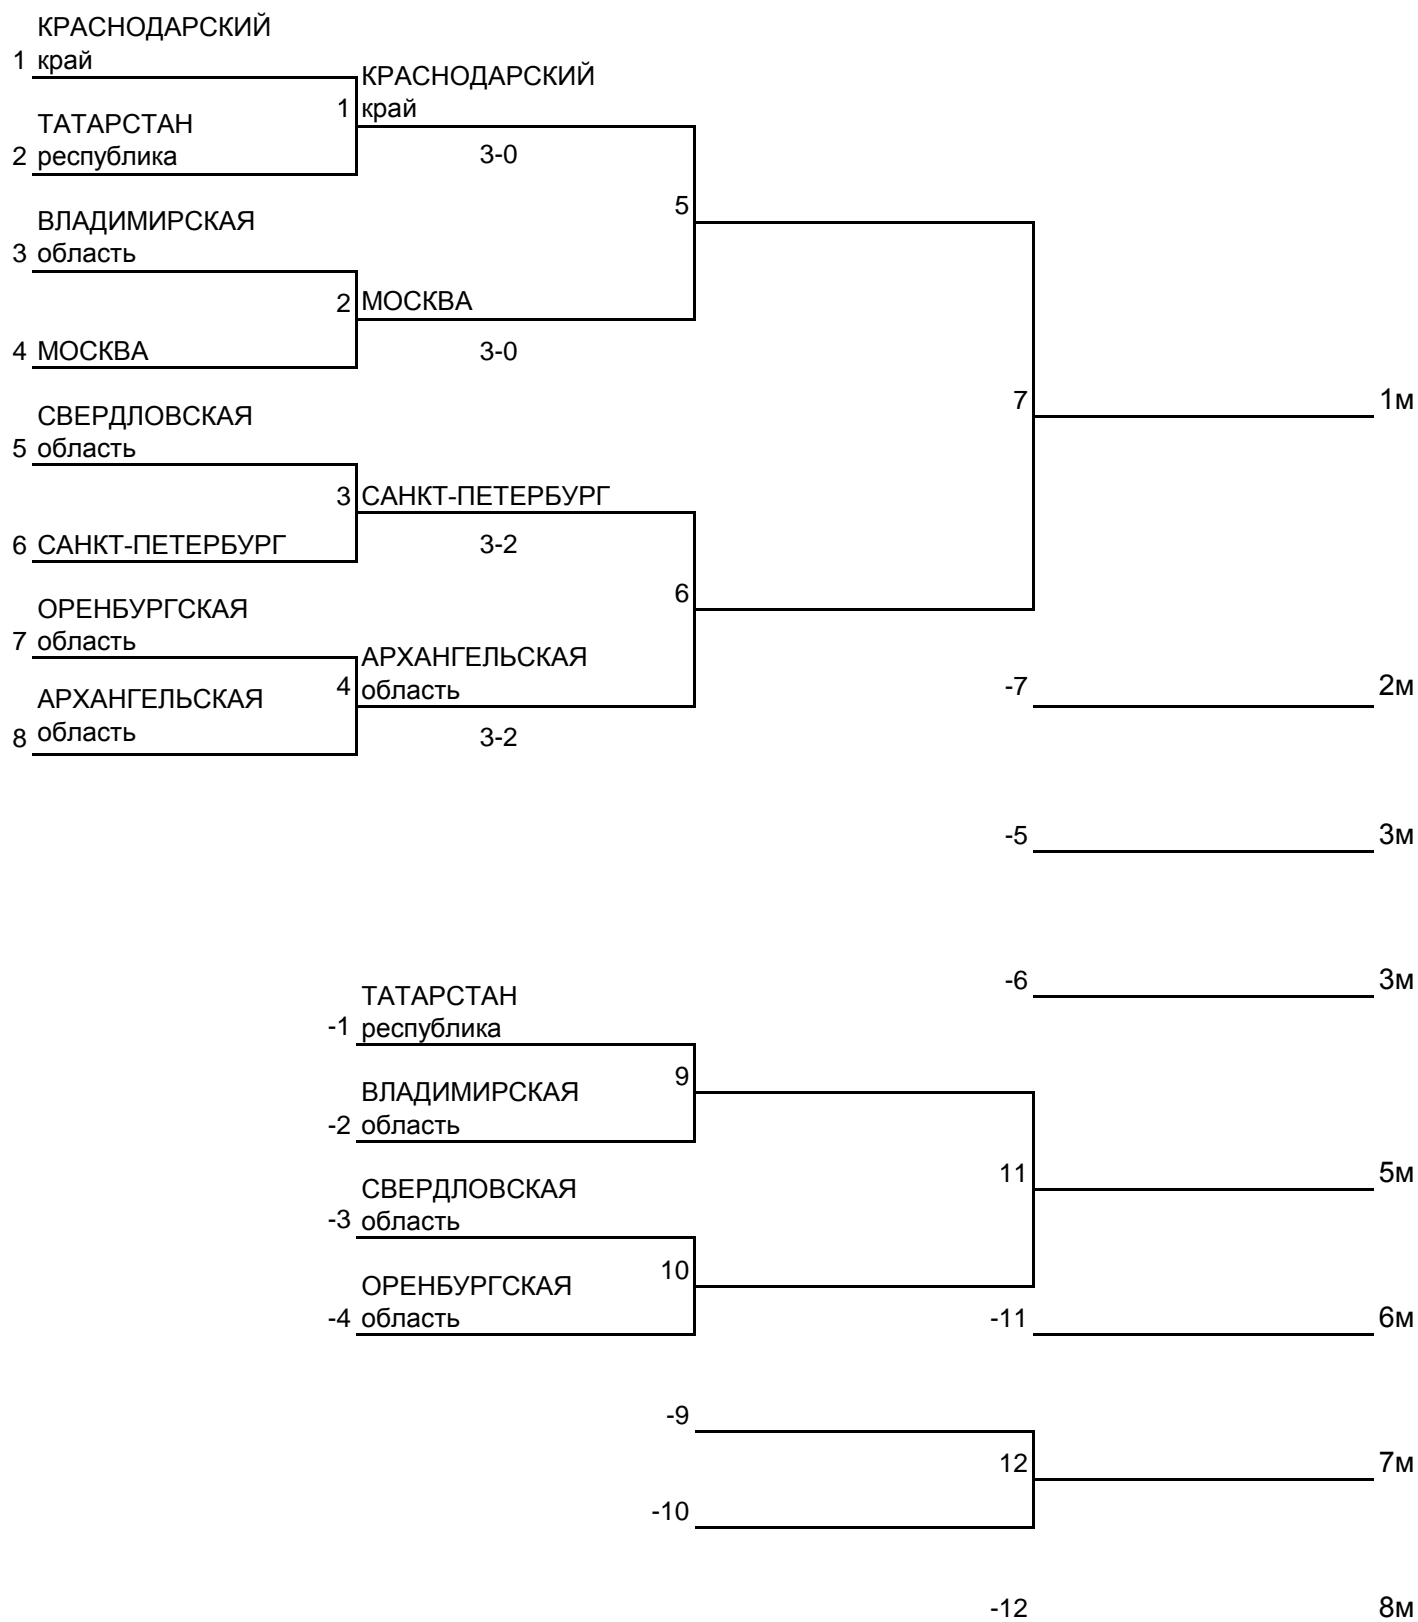 КРАСНОДАРСКИЙ
1 край
КРАСНОДАРСКИЙ
1 край
ТАТАРСТАН
2 республика
3-0
5
ВЛАДИМИРСКАЯ
3 область
2 МОСКВА
4 МОСКВА
3-0
7
1м
СВЕРДЛОВСКАЯ
5 область
3 САНКТ-ПЕТЕРБУРГ
6 САНКТ-ПЕТЕРБУРГ
3-2
6
ОРЕНБУРГСКАЯ
7 область
АРХАНГЕЛЬСКАЯ
4 область
АРХАНГЕЛЬСКАЯ
8 область
3-2
-7
2м
-5
3м
-6
3м
ТАТАРСТАН
-1 республика
9
ВЛАДИМИРСКАЯ
-2 область
11
5м
СВЕРДЛОВСКАЯ
-3 область
10
ОРЕНБУРГСКАЯ
-4 область
-11
6м
-9
12
7м
-10
-12
8м